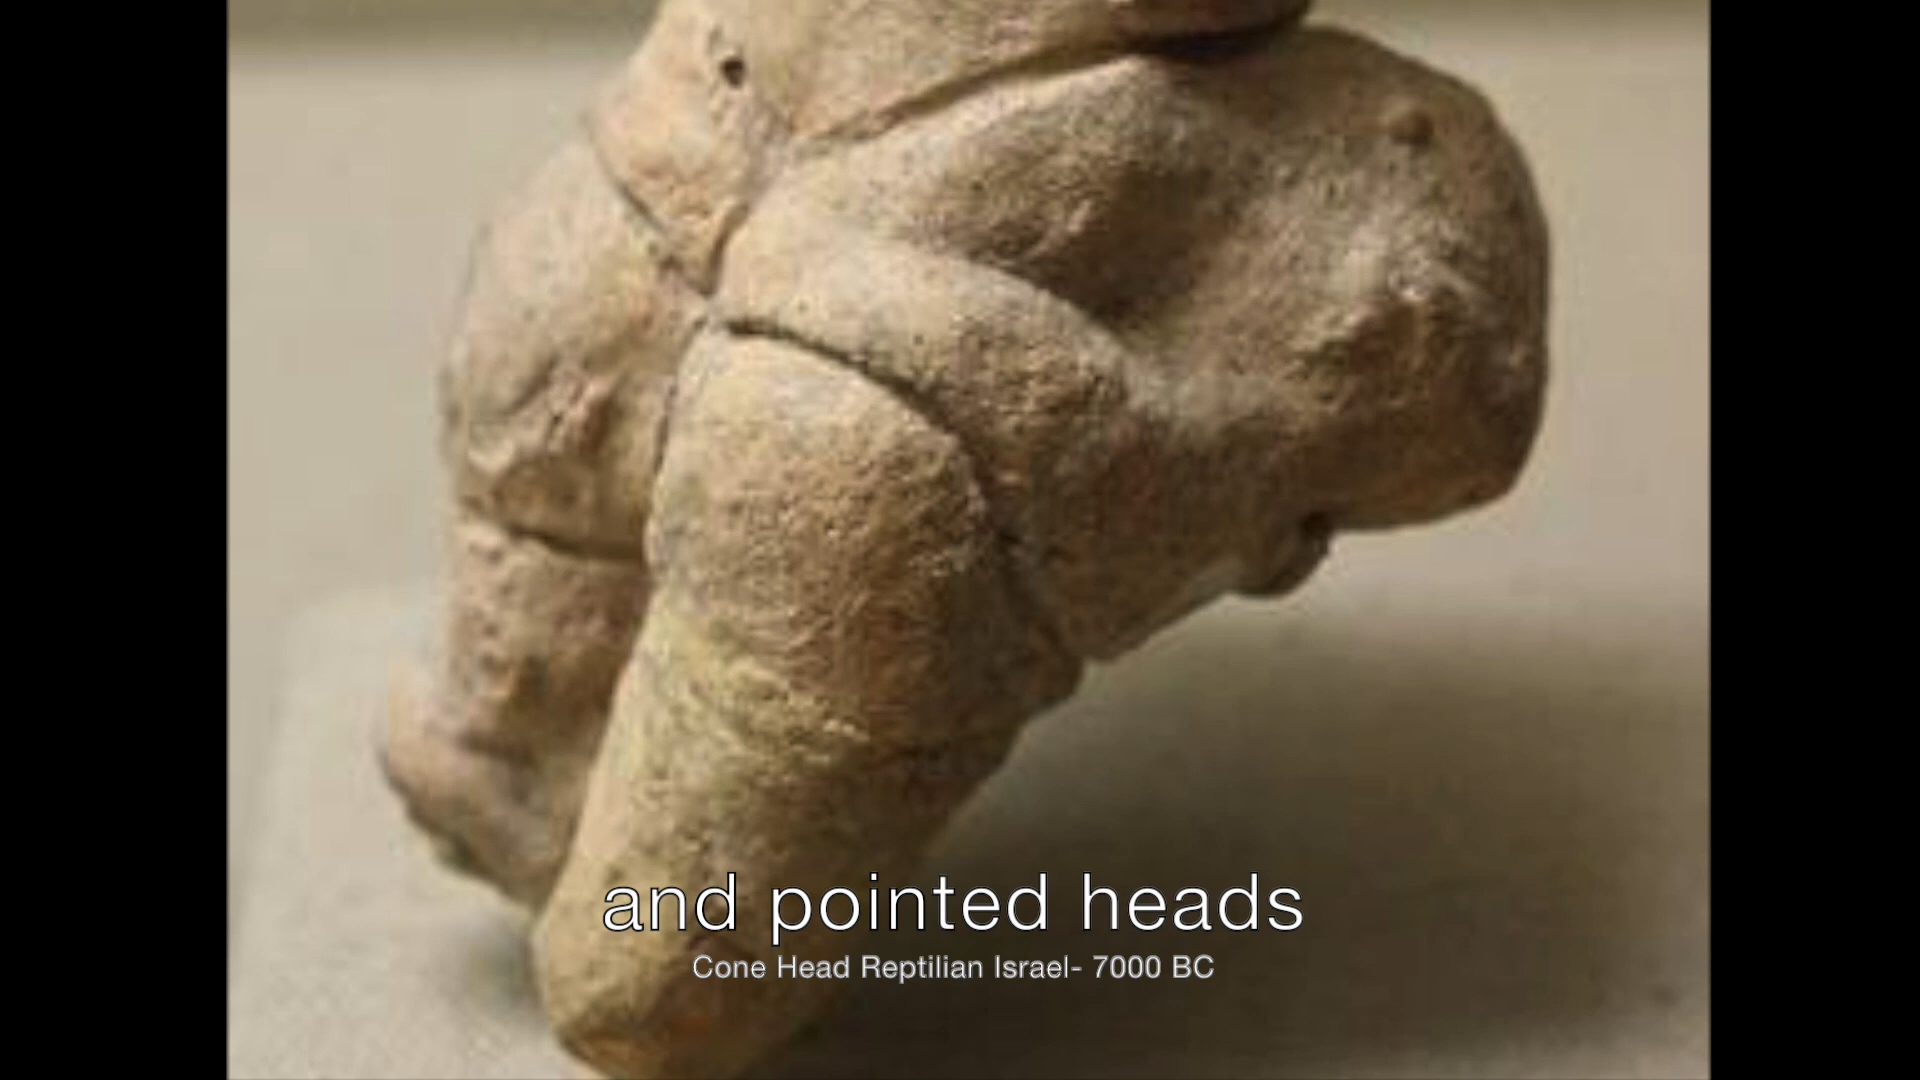 and pointed heads
Cone Head Reptilian Israel- 7000 BC